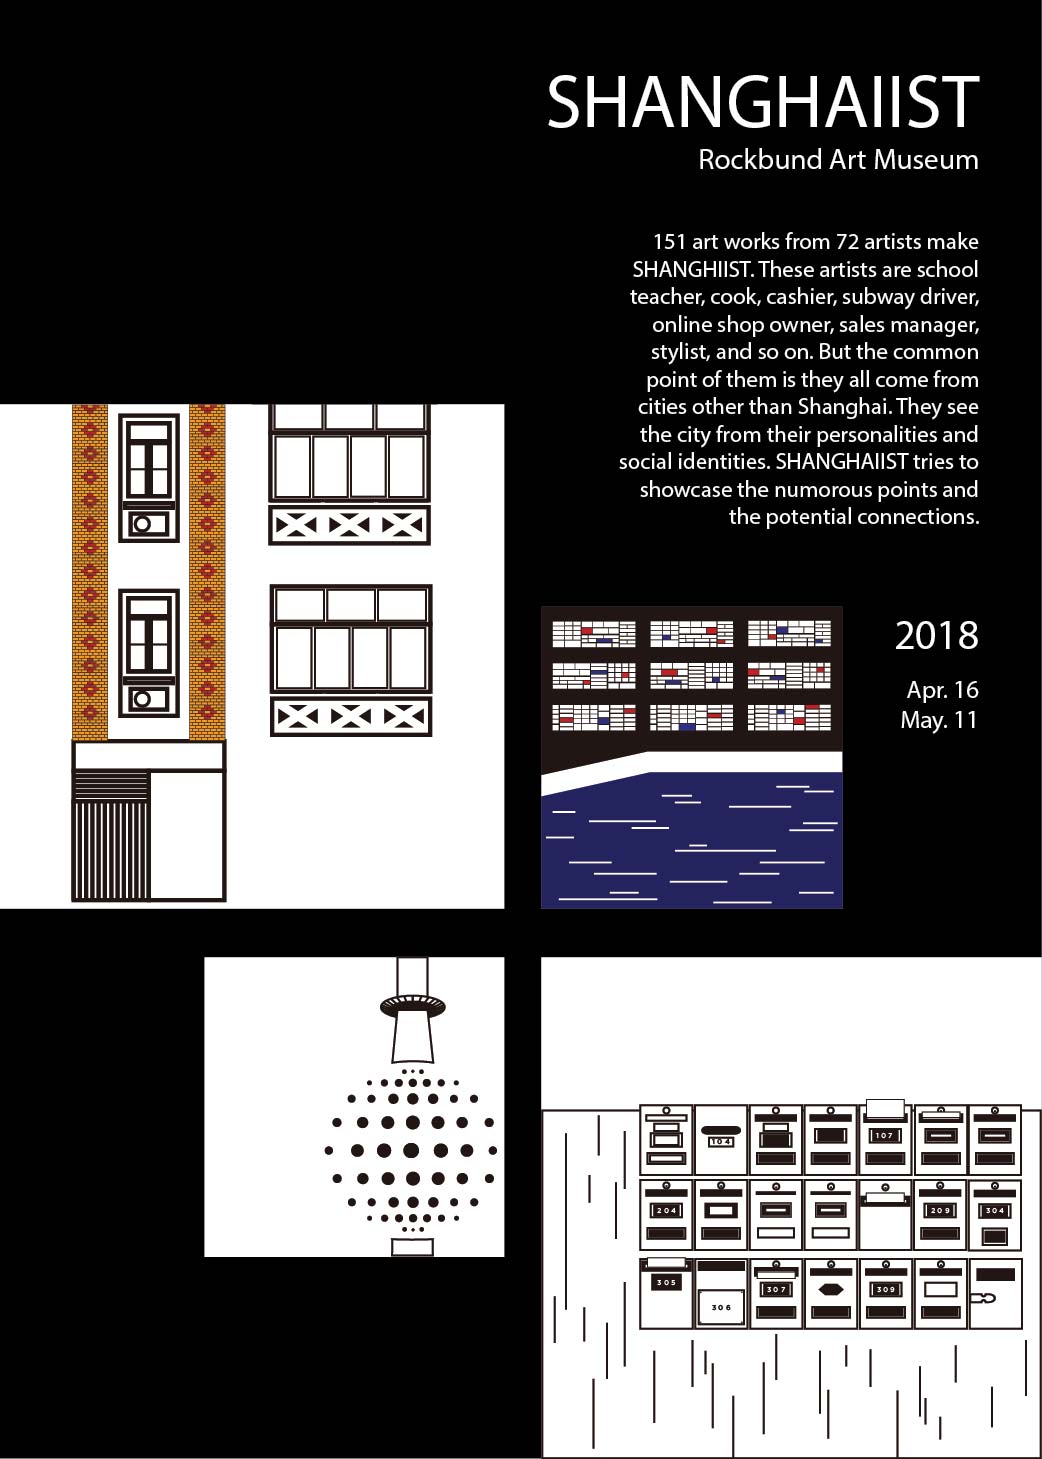 SHANGHAIIST
Rockbund Art Museum
151 art works from 72 artists make
SHANGHIIST. These artists are school
teacher, cook, cashier, subway driver,
online shop owner, sales manager,
stylist, and so on. But the common
point of them is they all come from
cities other than Shanghai. They see
the city from their personalities and
social identities. SHANGHAIIST tries to
showcase the numorous points and
the potential connections.
2018
Apr. 16
May. 11
104
107
204
209
304
305
306
307
309